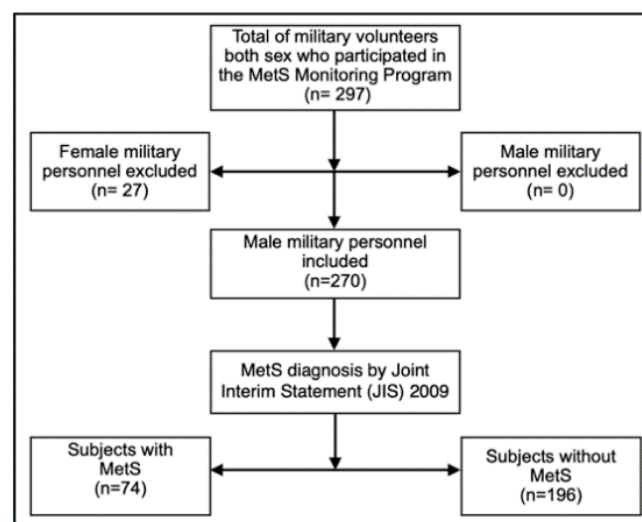 Total of military volunteers
both sex who participated in
the MetS Monitoring Program
(n= 297)
Female military
personnel excluded
(n= 27)
Male military
personnel excluded
(n= 0)
Male military personnel
included
(n=270)
MetS diagnosis by Joint
Interim Statement (JIS) 2009
Subjects with
MetS
(n=74)
Subjects without
MetS
(n=196)